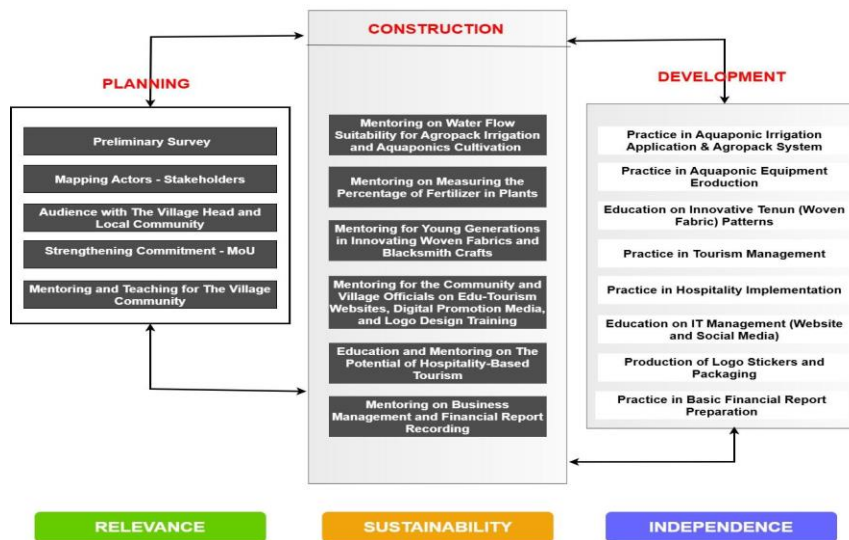 CONSTRUCTION
PLANNING
DEVELOPMENT
Preliminary Survey
Mapping Actors - Stakeholders
Audience with The Village Head and
Local Community
Strengthening Commitment - MoU
Mentoring and Teaching for The Village
Community
Mentoring on Water Flow
Suitability for Agropack Irrigation
and Aquaponics Cultivation
Mentoring on Measuring the
Percentage of Fertilizer in Plants
Mentoring for Young Generations
in Innovating Woven Fabrics and
Blacksmith Crafts
Mentoring for the Community and
Village Officials on Edu-Tourism
Websites, Digital Promotion Media,
and Logo Design Training
Education and Mentoring on The
Potential of Hospitality-Based
Tourism
Mentoring on Business
Management and Financial Report
Recording
Practice in Aquaponic Irrigation
Application & Agropack System
Practice in Aquaponic Equipment
Eroduction
Education on Innovative Tenun (Woven
Fabric) Patterns
Practice in Tourism Management
Practice in Hospitality Implementation
Education on IT Management (Website
and Social Media)
Production of Logo Stickers and
Packaging
Practice in Basic Financial Report
Preparation
RELEVANCE
SUSTAINABILITY
INDEPENDENCE